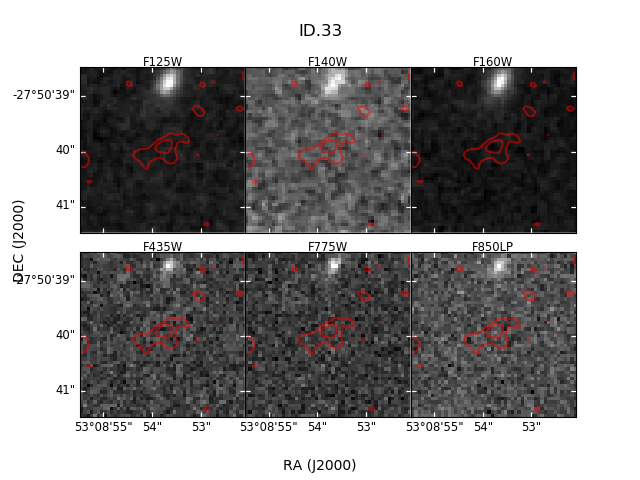 ID.33
F125W F140W F160W
-27°50'39"
40"
41"
F435W F775W F850LP
-27°50'39"
40"
41"
DEC (J2000)
53°08'55" 54" 53" 53°08'55" 54" 53" 53°08'55" 54" 53"
RA (J2000)